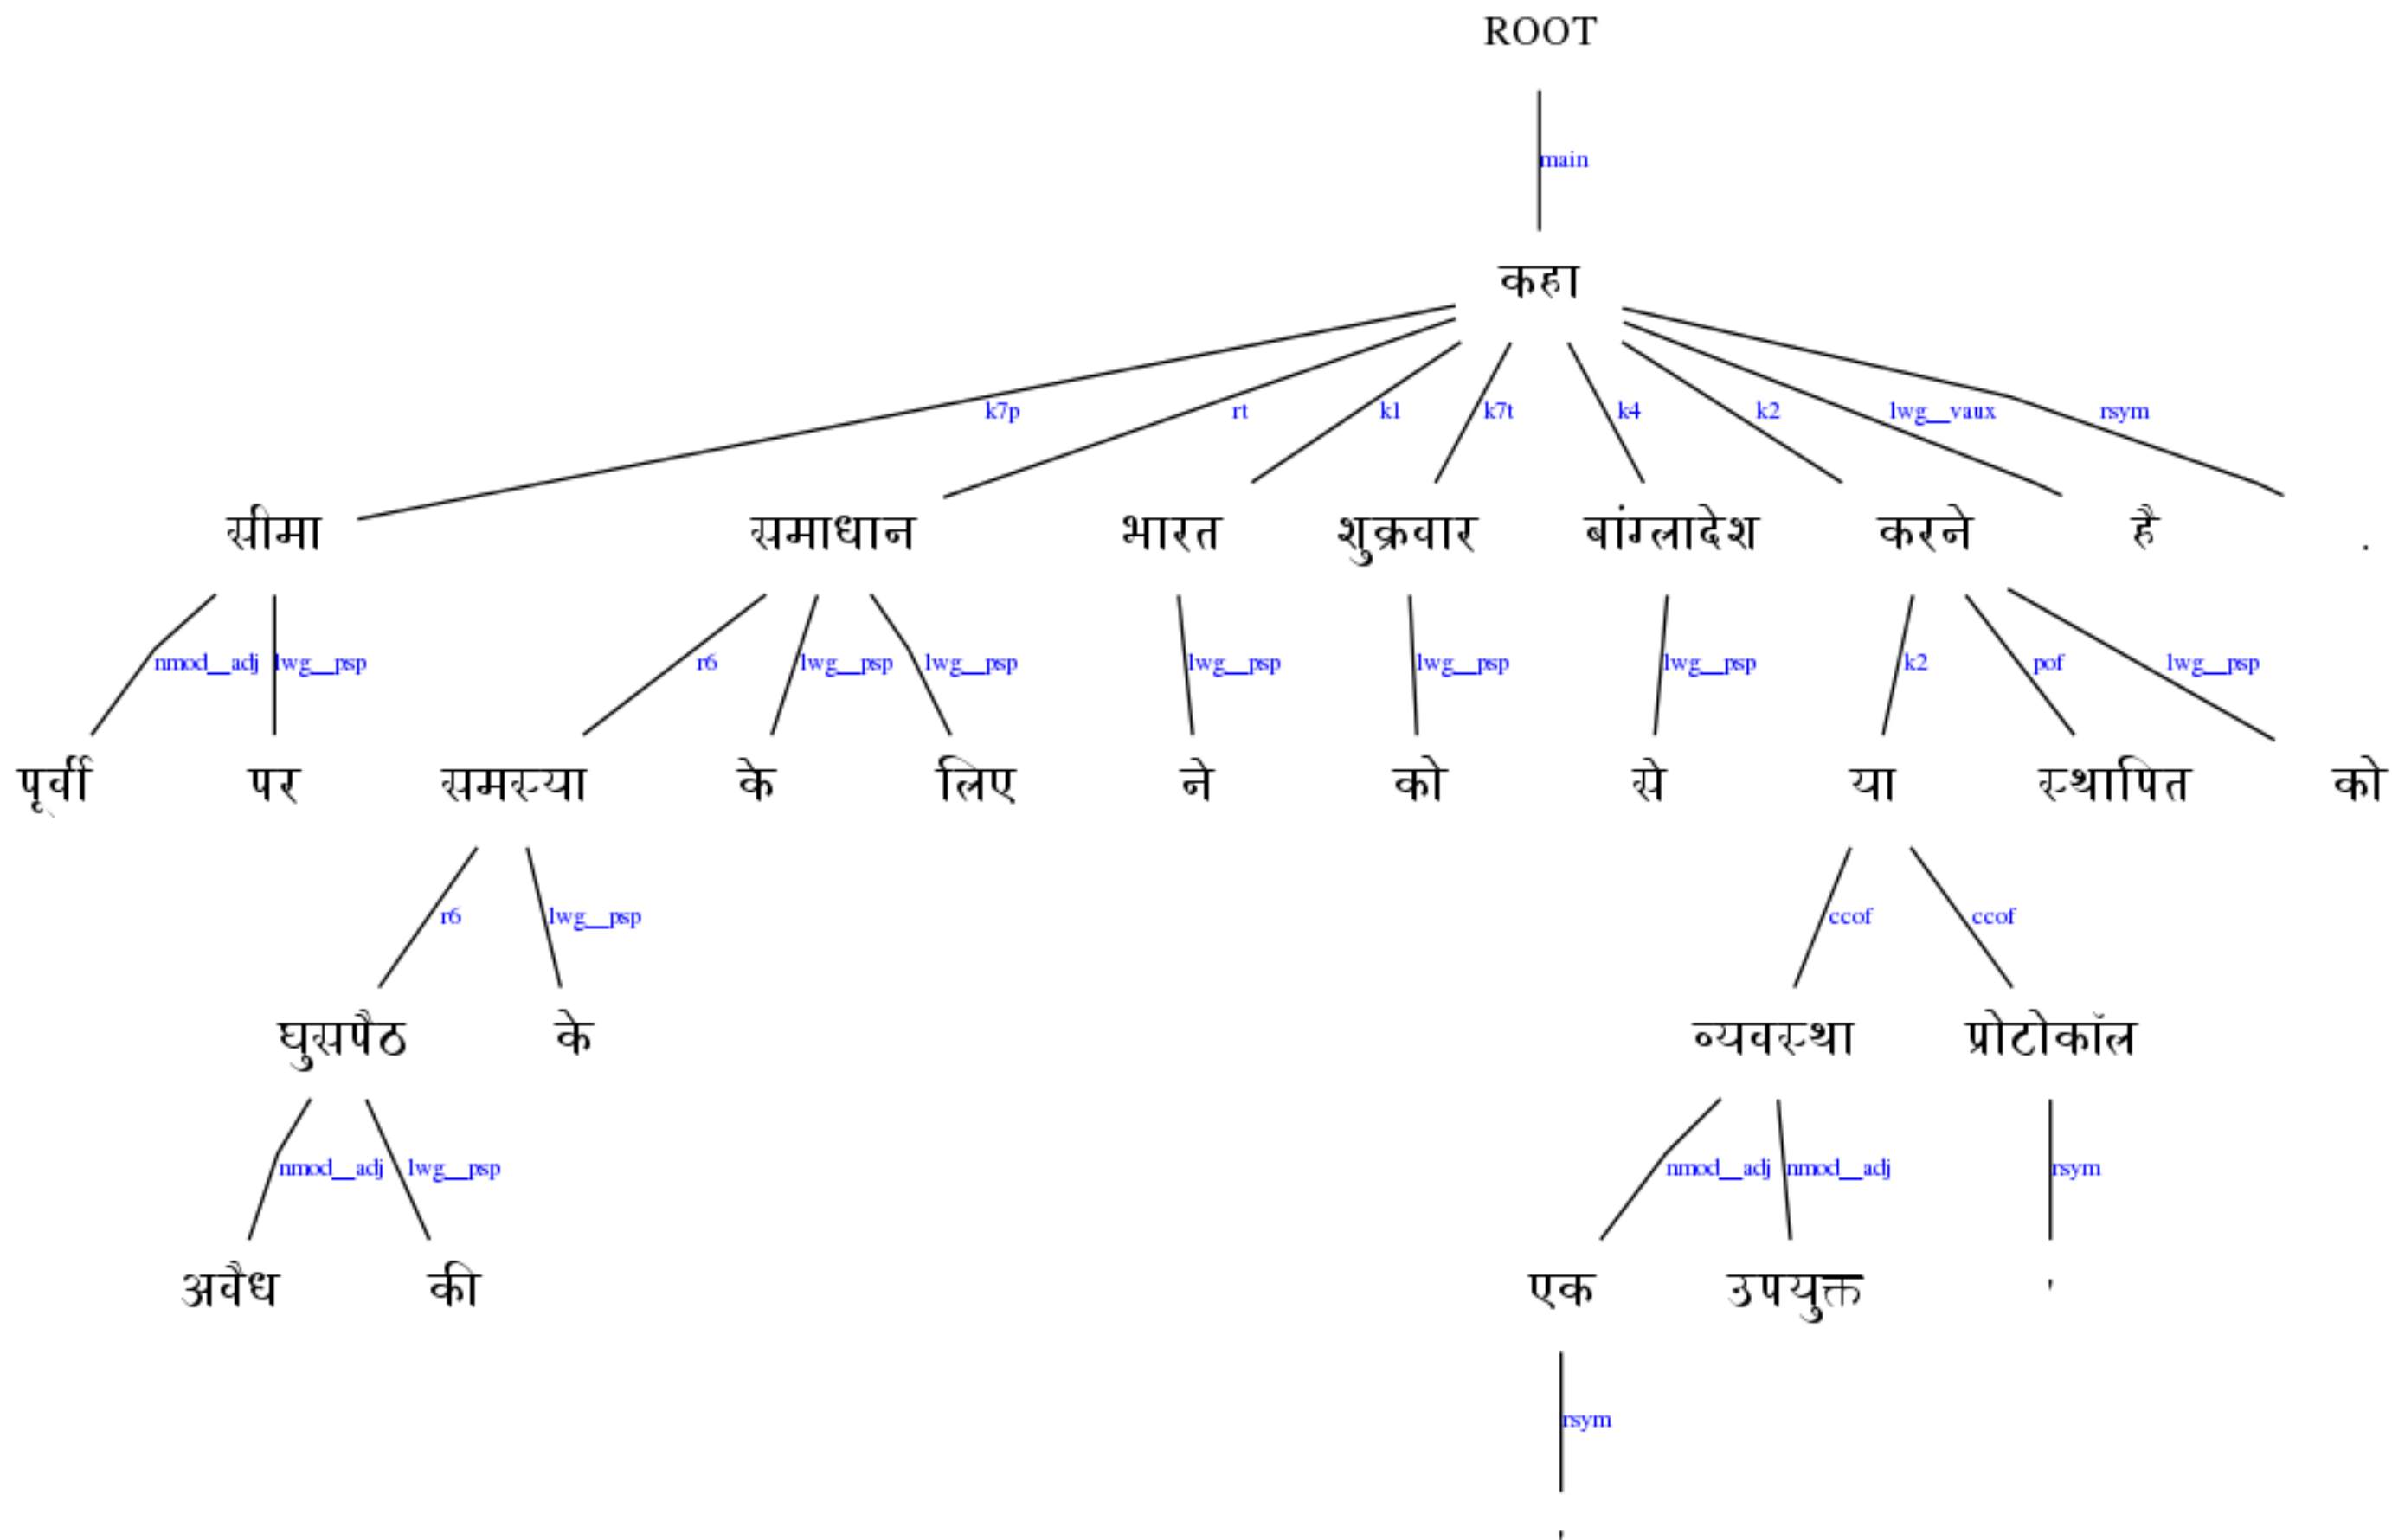 ROOT
main
कहा
k7p rt k1 k7t k4 k2 lwg__vaux rsym
सीमा समाधान भारत शुक्रवार बांग्लादेश करने है .
nmod__adj lwg__psp r6 lwg__psp lwg__psp lwg__psp lwg__psp lwg__psp k2 pof lwg__psp
पूर्वी पर समस्या के लिए ने को से या स्थापित को
r6 lwg__psp ccof ccof
घुसपैठ के व्यवस्था प्रोटोकॉल
nmod__adj lwg__psp nmod__adj nmod__adj rsym
अवैध की एक उपयुक्त '
rsym
'